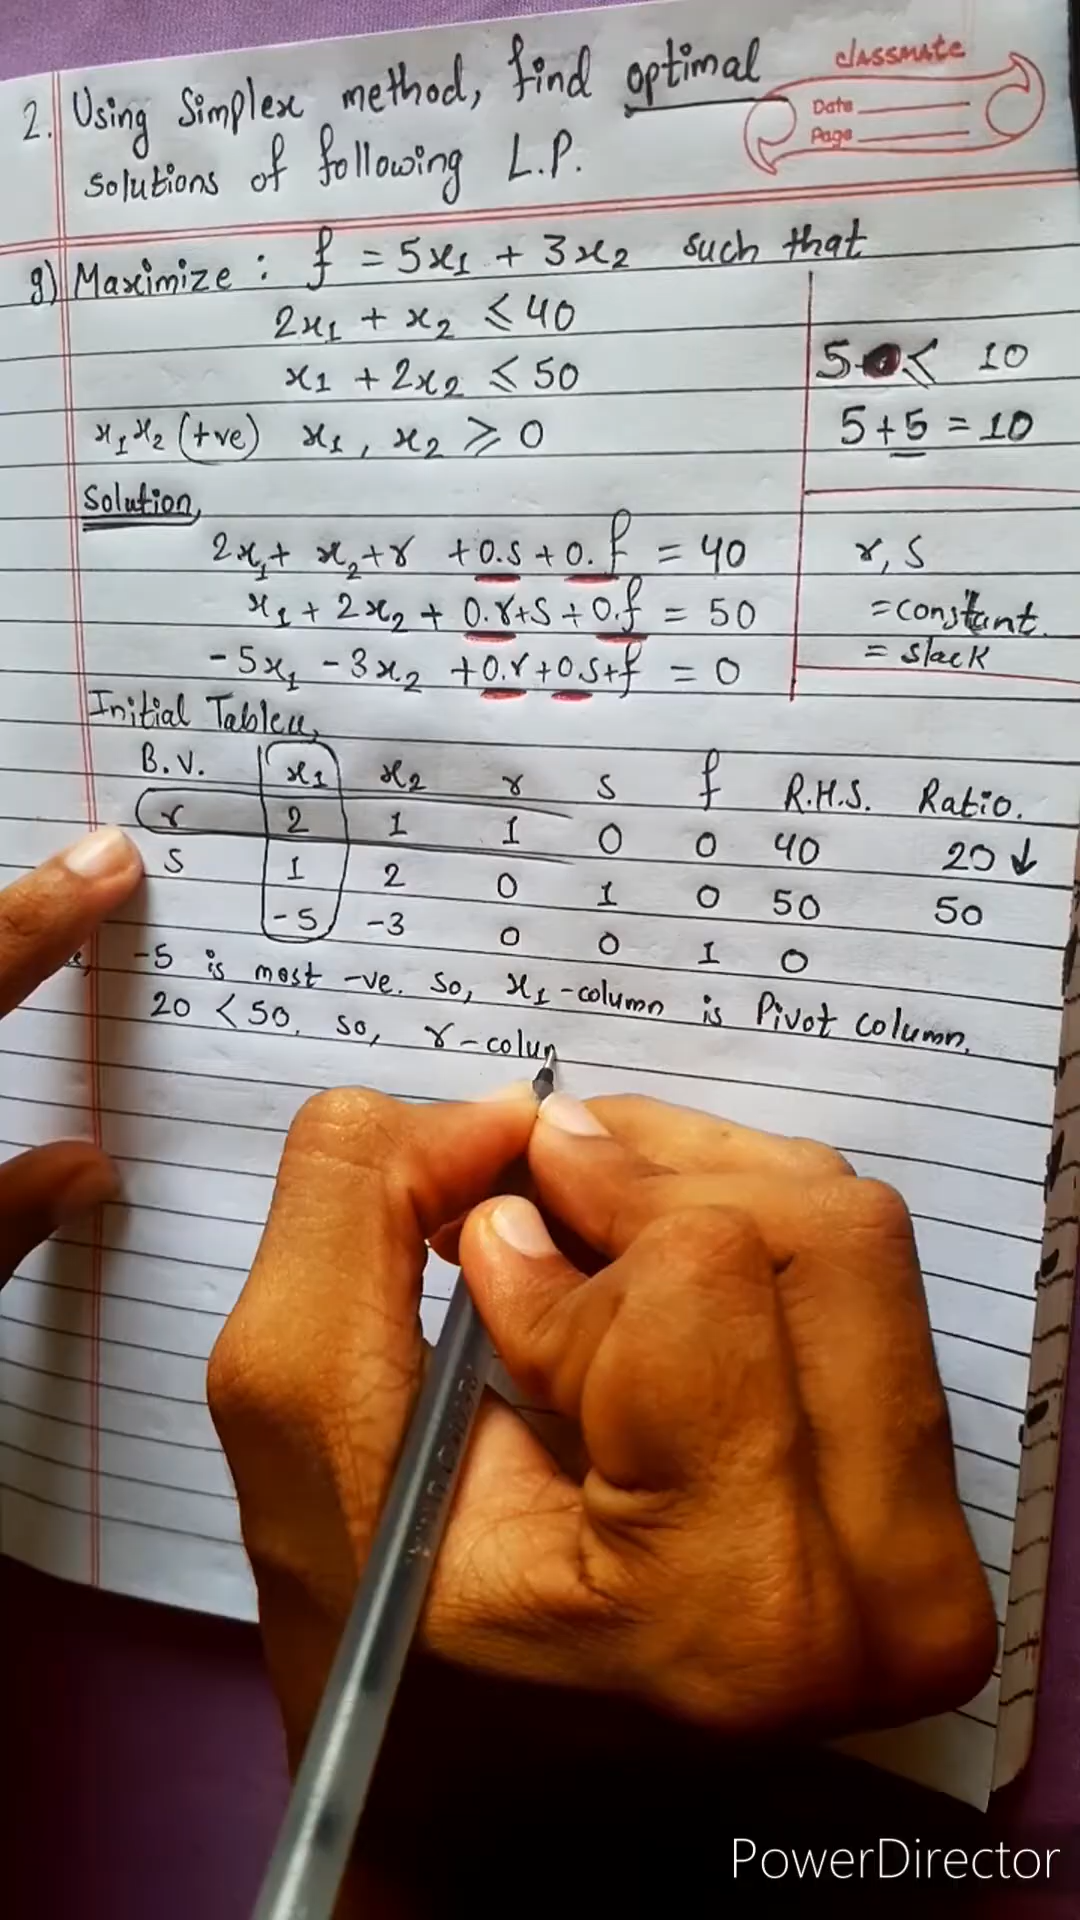 classmate
Date
Page
2. Using Simplex method, find optimal
solutions of following L.P.
g) Maximize : f = 5x₁ + 3x₂ such that
2x₁ + x₂ ≤ 40
x₁ + 2x₂ ≤ 50
x₁x₂ (+ve) x₁, x₂ ≥ 0
5 ≤ 10
5+5 = 10
Solution,
2x₁ + x₂ + r + 0.s + 0.f = 40
x₁ + 2x₂ + 0.r + s + 0.f = 50
-5x₁ - 3x₂ + 0.r + 0.s + f = 0
r, s
= constant.
= slack
Initial Tableu,
B.V. x₁ x₂ r s f R.H.S. Ratio.
r 2 1 1 0 0 40 20 ↓
s 1 2 0 1 0 50 50
-5 -3 0 0 1 0
-5 is most -ve. so, x₁-column is Pivot column.
20 < 50. so, r-colun
PowerDirector